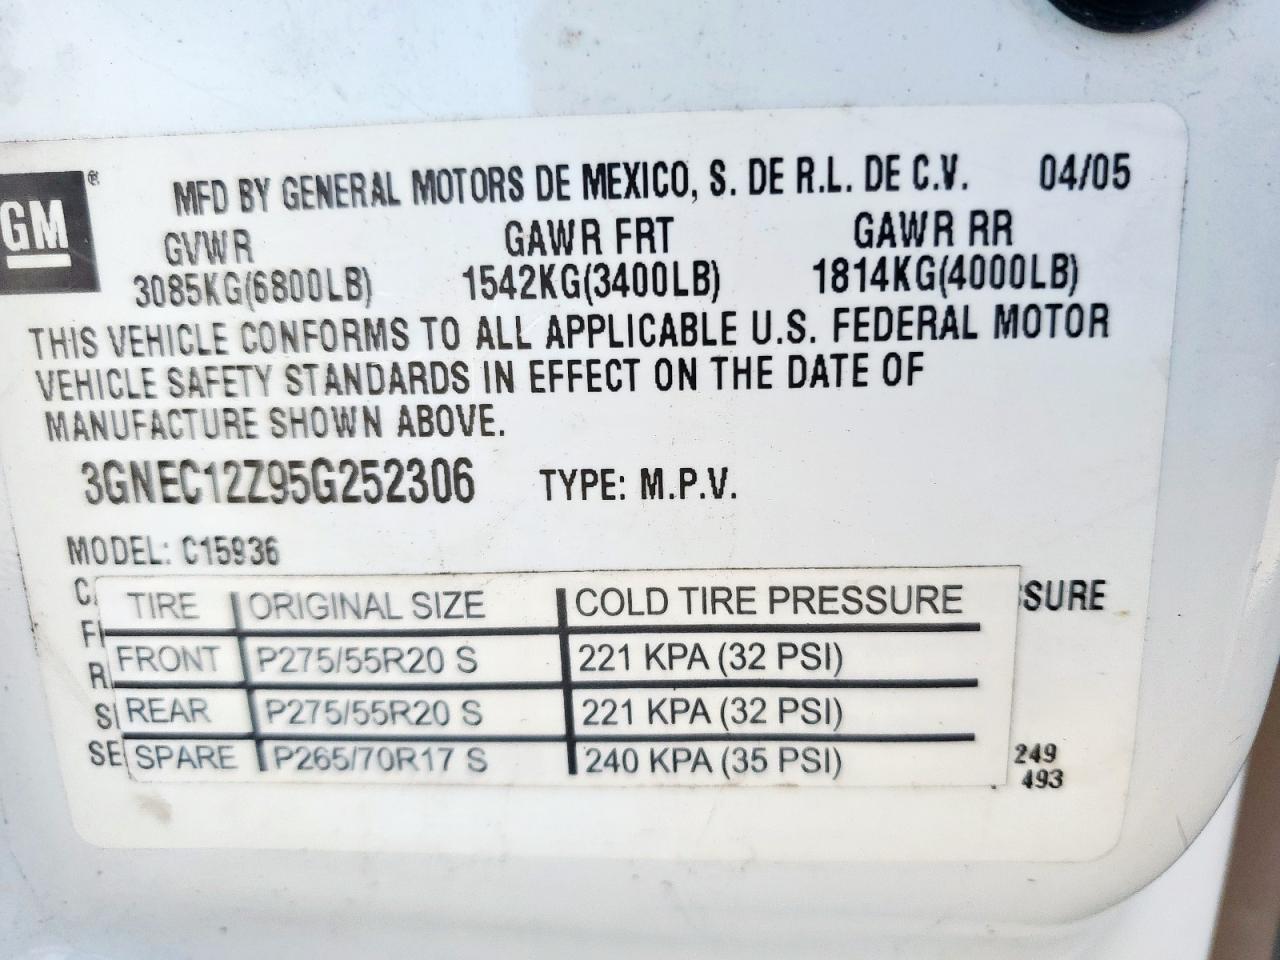 GM ®
MFD BY GENERAL MOTORS DE MEXICO, S. DE R.L. DE C.V. 04/05
GVWR GAWR FRT GAWR RR
3085KG(6800LB) 1542KG(3400LB) 1814KG(4000LB)
THIS VEHICLE CONFORMS TO ALL APPLICABLE U.S. FEDERAL MOTOR
VEHICLE SAFETY STANDARDS IN EFFECT ON THE DATE OF
MANUFACTURE SHOWN ABOVE.
3GNEC12Z95G252306 TYPE: M.P.V.
MODEL: C15936
TIRE ORIGINAL SIZE COLD TIRE PRESSURE SURE
FRONT P275/55R20 S 221 KPA (32 PSI)
REAR P275/55R20 S 221 KPA (32 PSI)
SPARE P265/70R17 S 240 KPA (35 PSI) 249
493